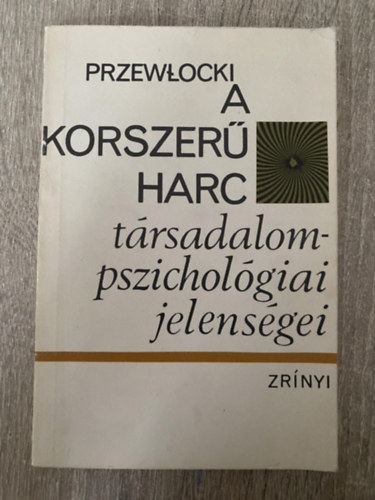 PRZEWŁOCKI
A
KORSZERŰ
HARC
társadalom-
pszichológiai
jelenségei
ZRÍNYI